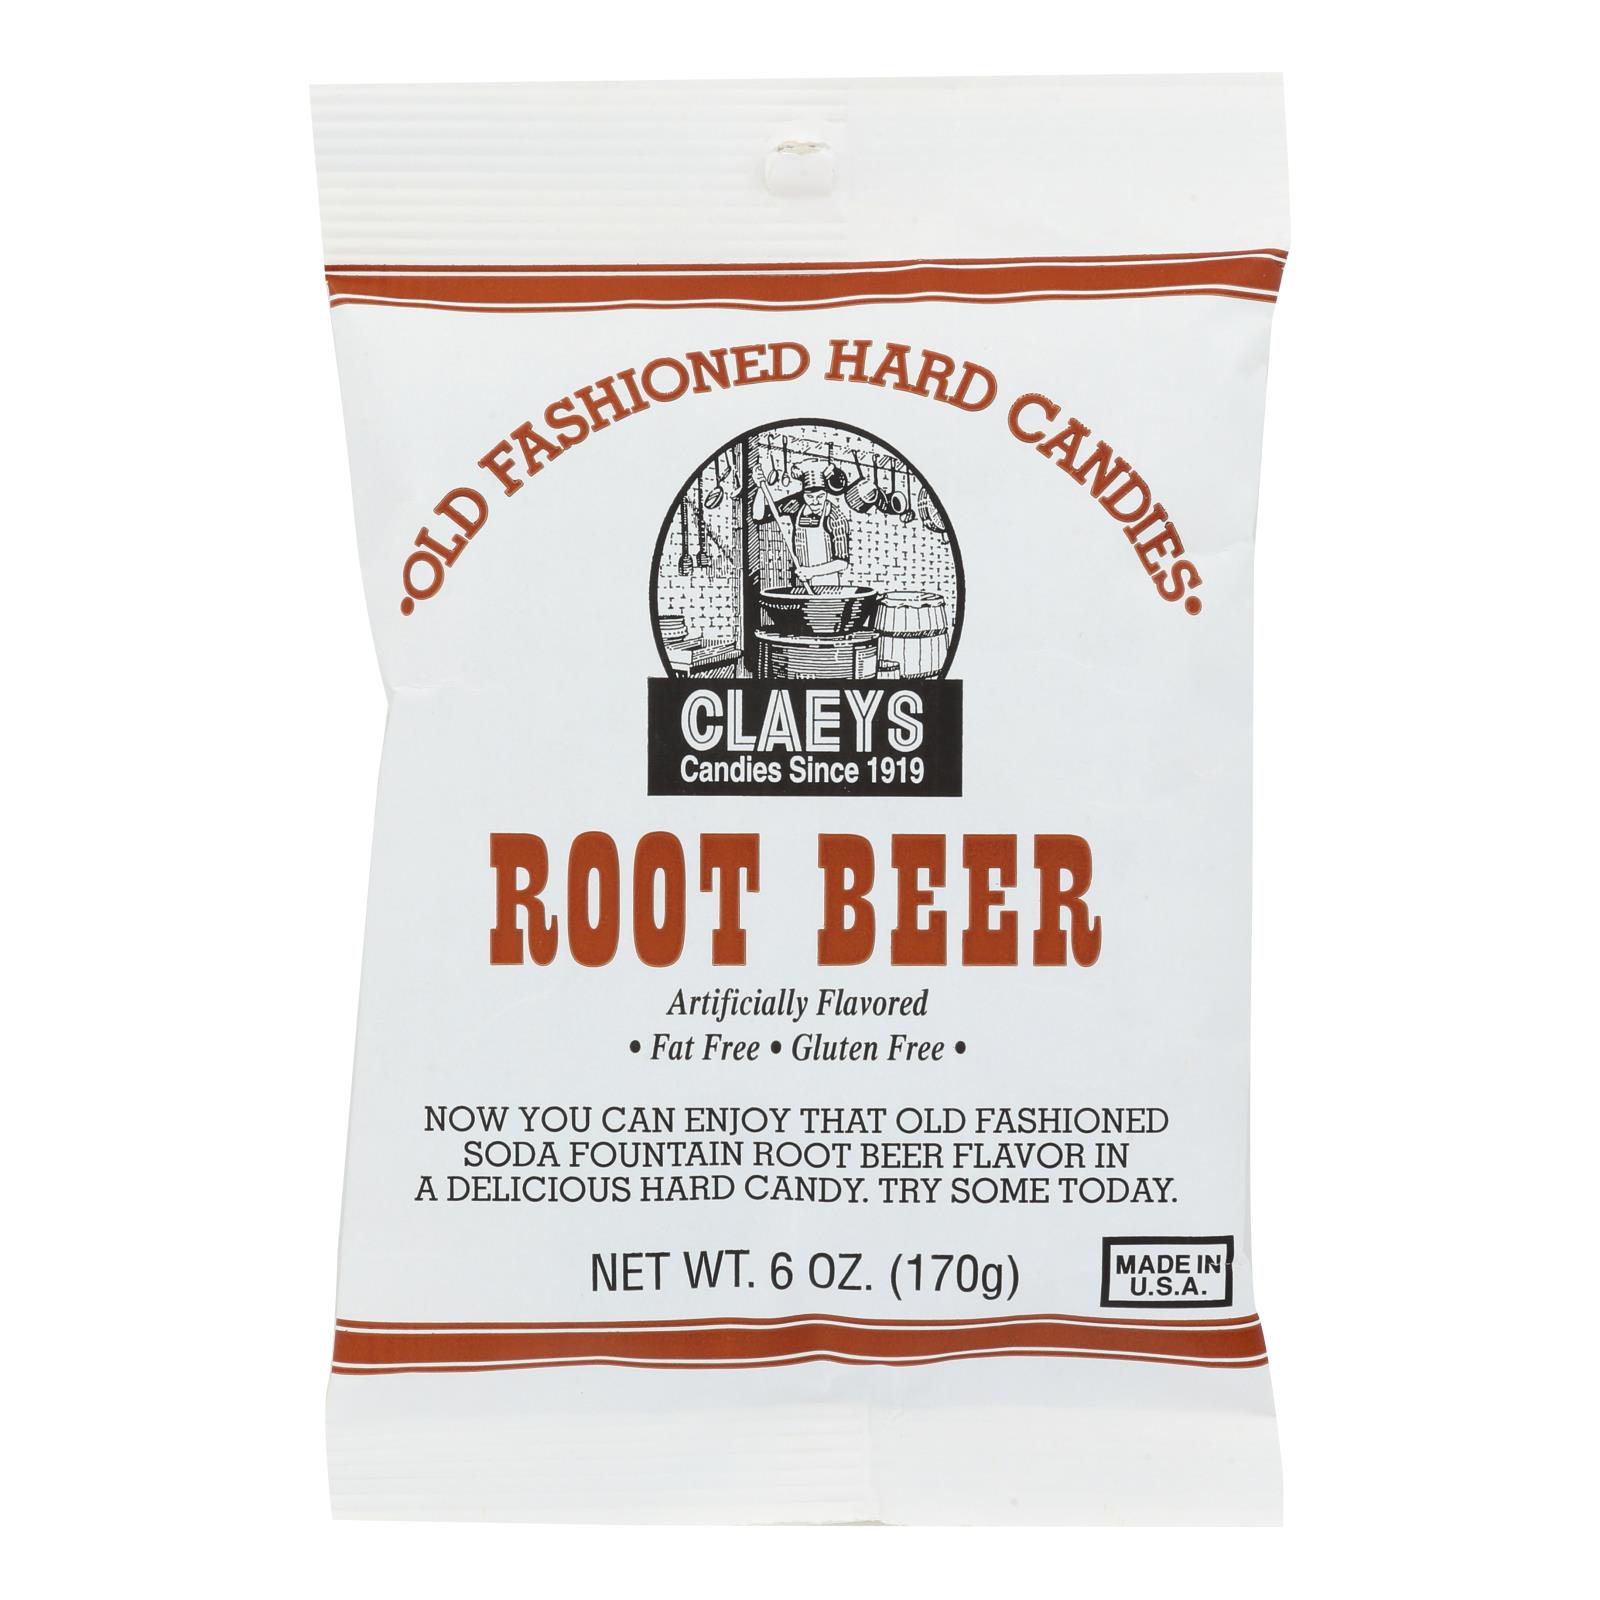 •OLD FASHIONED HARD CANDIES•
CLAEYS
Candies Since 1919
ROOT BEER
Artificially Flavored
• Fat Free • Gluten Free •
NOW YOU CAN ENJOY THAT OLD FASHIONED
SODA FOUNTAIN ROOT BEER FLAVOR IN
A DELICIOUS HARD CANDY. TRY SOME TODAY.
NET WT. 6 OZ. (170g)
MADE IN
U.S.A.